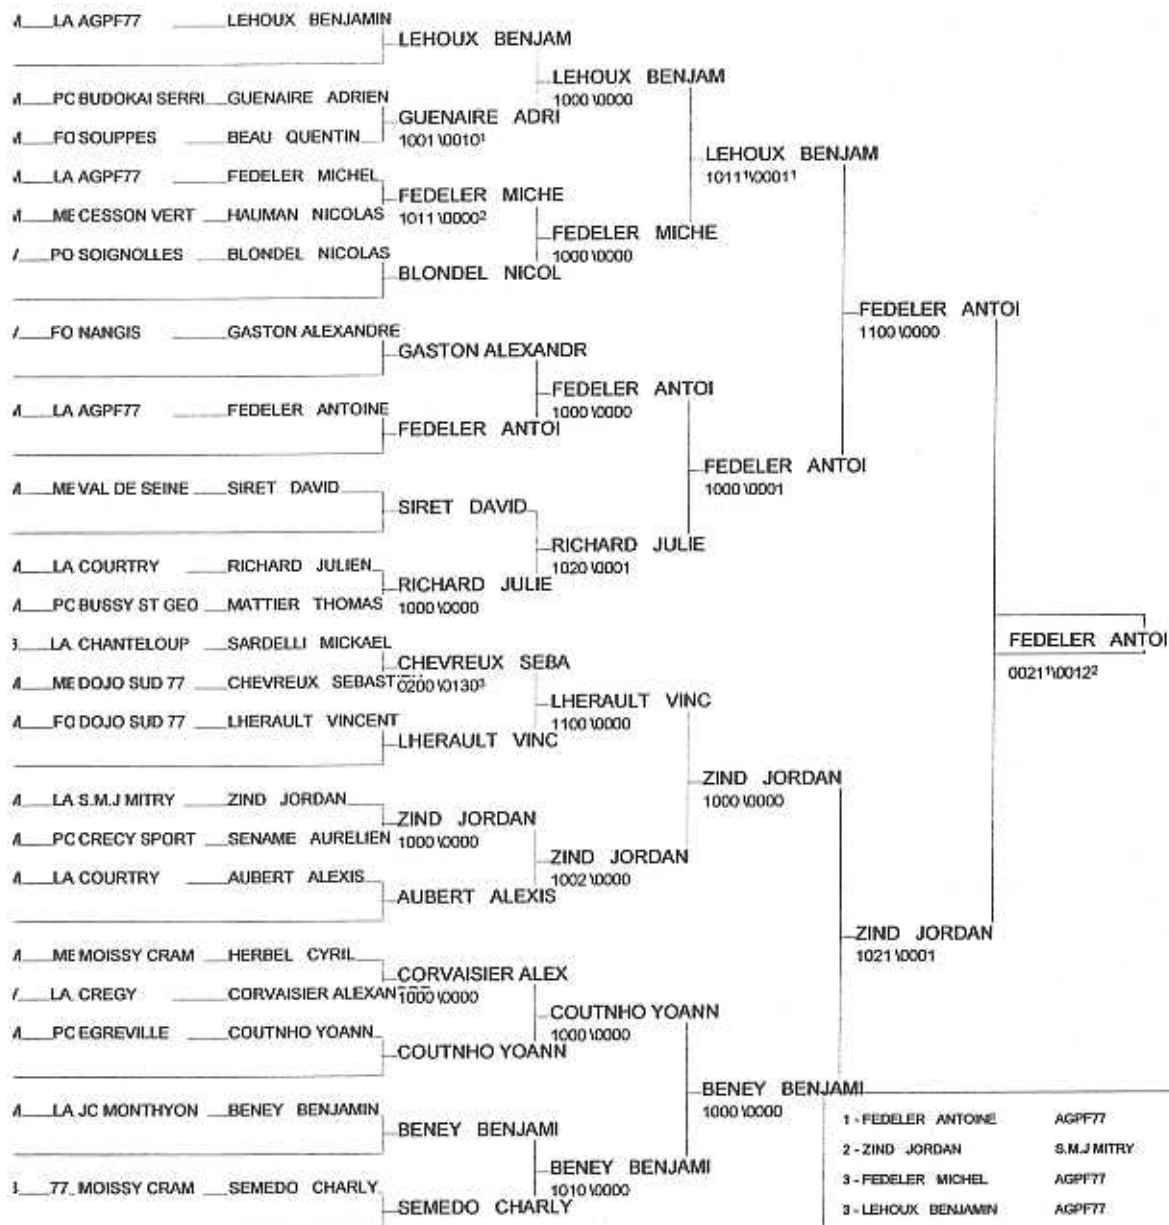 LA AGPF77 LEHOUX BENJAMIN
LEHOUX BENJAM
LEHOUX BENJAM
1000\0000
PC BUDOKAI SERRI GUENAIRE ADRIEN
GUENAIRE ADRI
1001\0010¹
FO SOUPPES BEAU QUENTIN
LEHOUX BENJAM
1011¹\0001¹
LA AGPF77 FEDELER MICHEL
FEDELER MICHE
1011\0000²
ME CESSON VERT HAUMAN NICOLAS
FEDELER MICHE
1000\0000
PO SOIGNOLLES BLONDEL NICOLAS
BLONDEL NICOL
FEDELER ANTOI
1100\0000
FO NANGIS GASTON ALEXANDRE
GASTON ALEXANDR
FEDELER ANTOI
1000\0000
LA AGPF77 FEDELER ANTOINE
FEDELER ANTOI
FEDELER ANTOI
1000\0001
ME VAL DE SEINE SIRET DAVID
SIRET DAVID
RICHARD JULIE
1020\0001
LA COURTRY RICHARD JULIEN
RICHARD JULIE
1000\0000
PC BUSSY ST GEO MATTIER THOMAS
FEDELER ANTOI
0021¹\0012²
LA CHANTELOUP SARDELLI MICKAEL
CHEVREUX SEBA
0200\0130³
ME DOJO SUD 77 CHEVREUX SEBAST
LHERAULT VINC
1100\0000
FO DOJO SUD 77 LHERAULT VINCENT
LHERAULT VINC
ZIND JORDAN
1000\0000
LA S.M.J MITRY ZIND JORDAN
ZIND JORDAN
1000\0000
PC CRECY SPORT SENAME AURELIEN
ZIND JORDAN
1002\0000
LA COURTRY AUBERT ALEXIS
AUBERT ALEXIS
ZIND JORDAN
1021\0001
ME MOISSY CRAM HERBEL CYRIL
CORVAISIER ALEX
1000\0000
LA CREGY CORVAISIER ALEXAN
COUTNHO YOANN
1000\0000
PC EGREVILLE COUTNHO YOANN
COUTNHO YOANN
BENEY BENJAMI
1000\0000
LA JC MONTHYON BENEY BENJAMIN
BENEY BENJAMI
BENEY BENJAMI
1010\0000
77 MOISSY CRAM SEMEDO CHARLY
SEMEDO CHARLY
1 - FEDELER ANTOINE AGPF77
2 - ZIND JORDAN S.M.J MITRY
3 - FEDELER MICHEL AGPF77
3 - LEHOUX BENJAMIN AGPF77